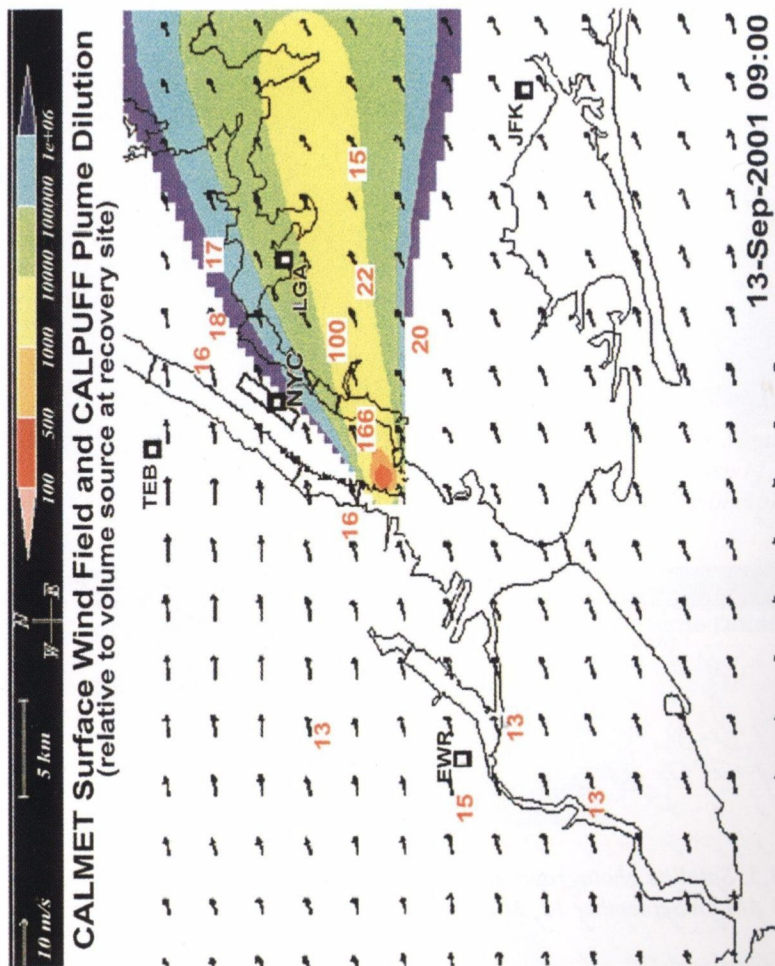 10 m/s
5 km
N
W E
100 500 1000 10000 100000 1e+06
CALMET Surface Wind Field and CALPUFF Plume Dilution
(relative to volume source at recovery site)
TEB
16
18
17
NYC
LGA
13
100
16
166
22
15
20
EWR
15
13
JFK
13
13-Sep-2001 09:00